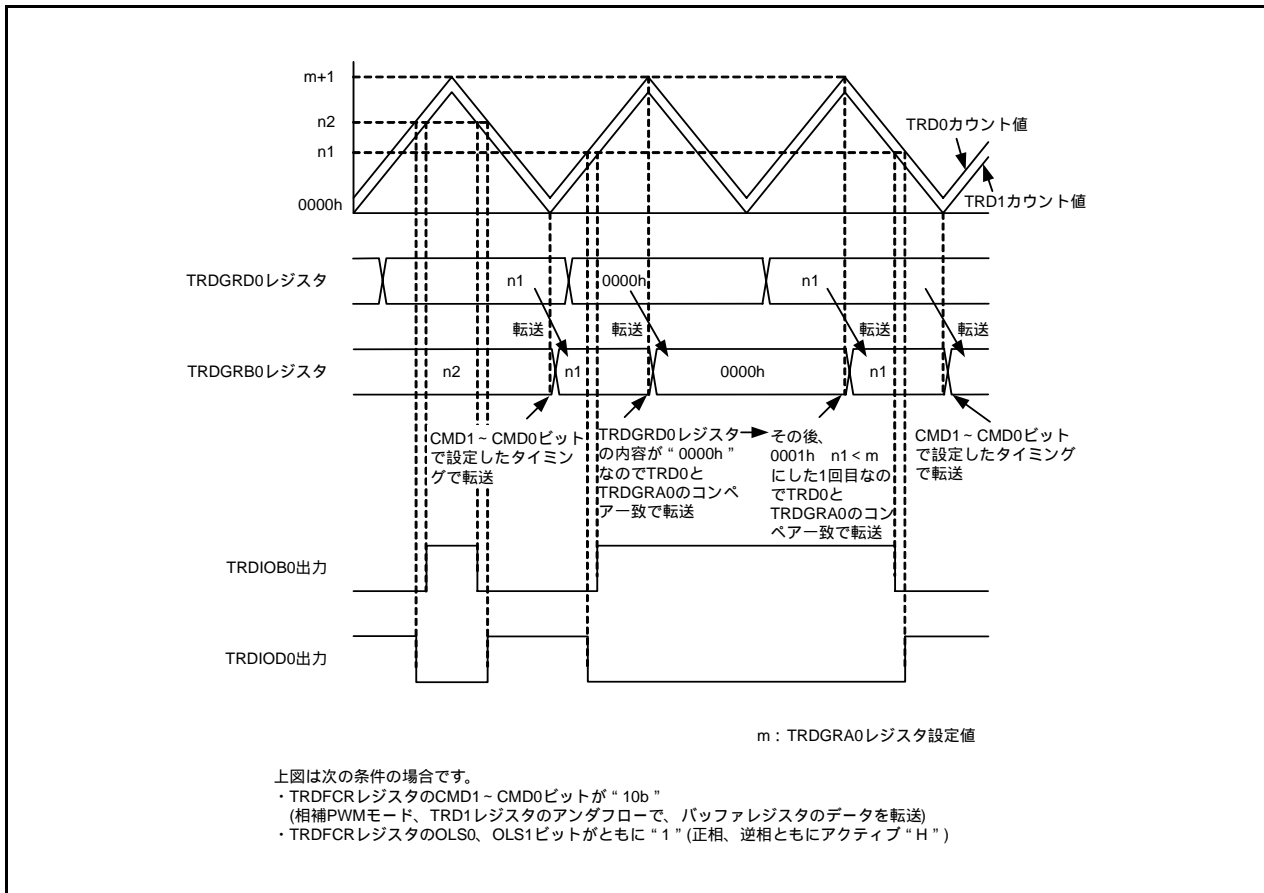 m+1
n2
n1
0000h
TRD0カウント値
TRD1カウント値
TRDGRD0レジスタ
n1
0000h
n1
転送
転送
転送
転送
TRDGRB0レジスタ
n2
n1
0000h
n1
CMD1~CMD0ビット
で設定したタイミン
グで転送
TRDGRD0レジスタ
の内容が“0000h”
なのでTRD0と
TRDGRA0のコンペ
ア一致で転送
その後、
0001h n1<m
にした1回目なの
でTRD0と
TRDGRA0のコン
ペア一致で転送
CMD1~CMD0ビット
で設定したタイミング
で転送
TRDIOB0出力
TRDIOD0出力
m:TRDGRA0レジスタ設定値
上図は次の条件の場合です。
・TRDFCRレジスタのCMD1~CMD0ビットが“10b”
(相補PWMモード、TRD1レジスタのアンダフローで、バッファレジスタのデータを転送)
・TRDFCRレジスタのOLS0、OLS1ビットがともに“1”(正相、逆相ともにアクティブ“H”)